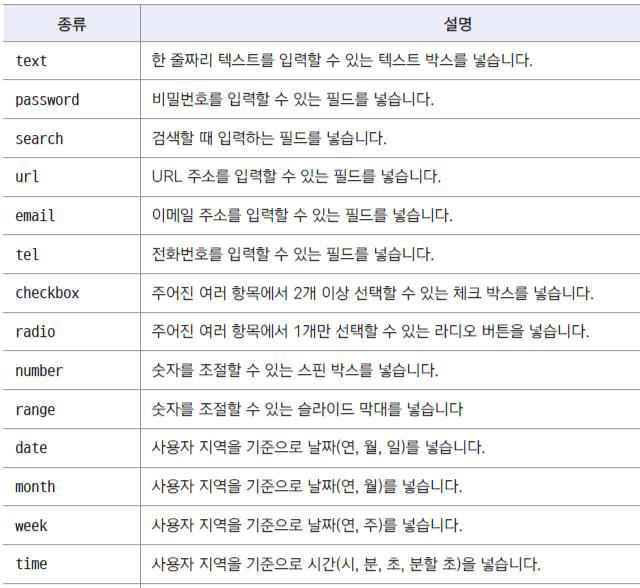 종류 설명
text 한 줄짜리 텍스트를 입력할 수 있는 텍스트 박스를 넣습니다.
password 비밀번호를 입력할 수 있는 필드를 넣습니다.
search 검색할 때 입력하는 필드를 넣습니다.
url URL 주소를 입력할 수 있는 필드를 넣습니다.
email 이메일 주소를 입력할 수 있는 필드를 넣습니다.
tel 전화번호를 입력할 수 있는 필드를 넣습니다.
checkbox 주어진 여러 항목에서 2개 이상 선택할 수 있는 체크 박스를 넣습니다.
radio 주어진 여러 항목에서 1개만 선택할 수 있는 라디오 버튼을 넣습니다.
number 숫자를 조절할 수 있는 스핀 박스를 넣습니다.
range 숫자를 조절할 수 있는 슬라이드 막대를 넣습니다
date 사용자 지역을 기준으로 날짜(연, 월, 일)를 넣습니다.
month 사용자 지역을 기준으로 날짜(연, 월)를 넣습니다.
week 사용자 지역을 기준으로 날짜(연, 주)를 넣습니다.
time 사용자 지역을 기준으로 시간(시, 분, 초, 분할 초)을 넣습니다.